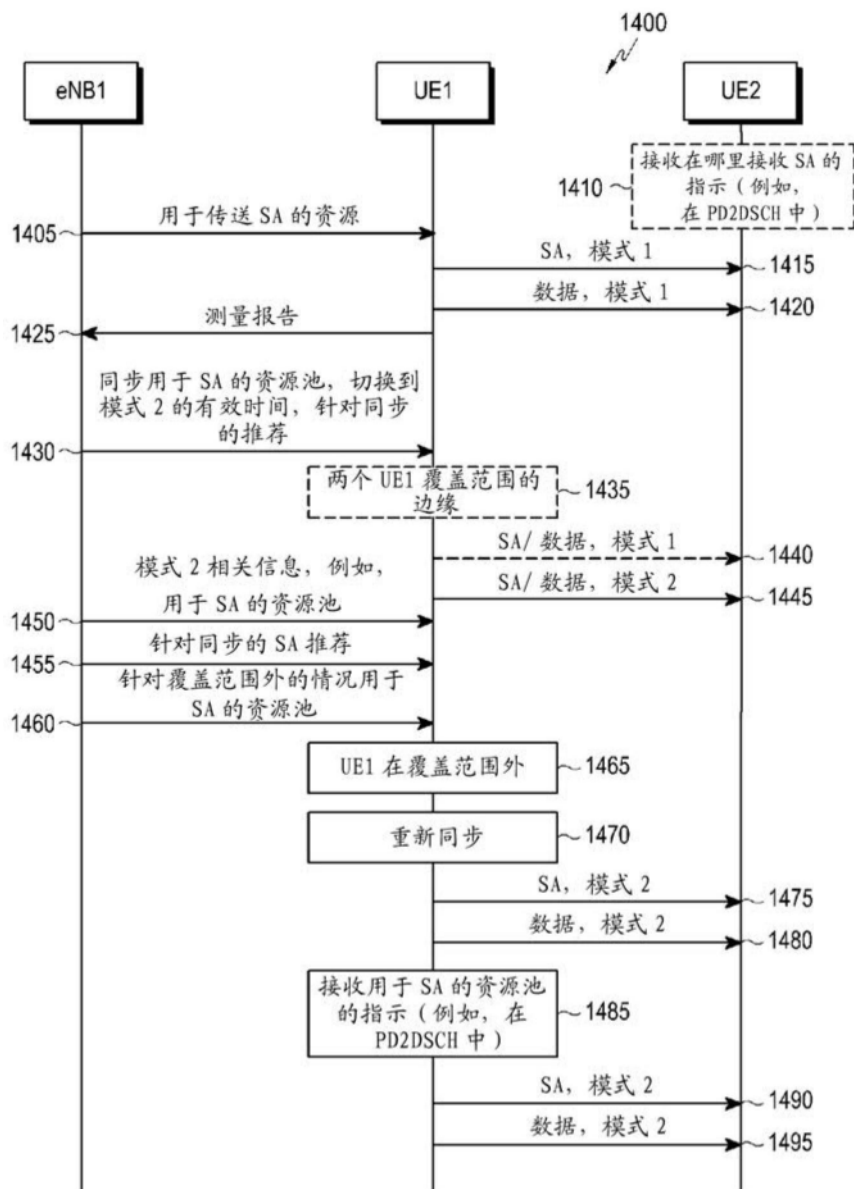 1400
eNB1
UE1
UE2
接收在哪里接收 SA 的
指示（例如，
在 PD2DSCH 中）
1410
用于传送 SA 的资源
1405
SA, 模式 1
1415
数据, 模式 1
1420
测量报告
1425
同步用于 SA 的资源池, 切换到
模式 2 的有效时间, 针对同步
的推荐
1430
两个 UE1 覆盖范围的
边缘
1435
SA/数据, 模式 1
1440
模式 2 相关信息, 例如,
用于 SA 的资源池
SA/数据, 模式 2
1445
1450
针对同步的 SA 推荐
1455
针对覆盖范围外的情况用于
SA 的资源池
1460
UE1 在覆盖范围外
1465
重新同步
1470
SA, 模式 2
1475
数据, 模式 2
1480
接收用于 SA 的资源池
的指示（例如, 在
PD2DSCH 中）
1485
SA, 模式 2
1490
数据, 模式 2
1495